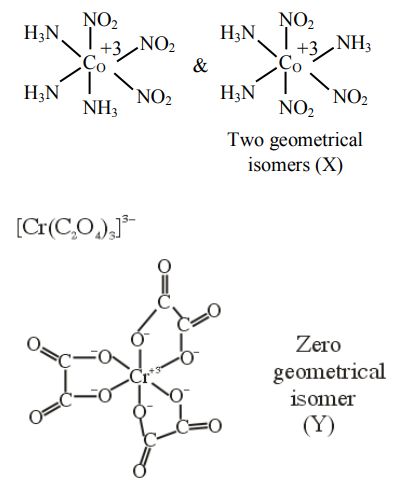 NO₂
H₃N
+3
NO₂
Co
H₃N
NH₃
NO₂
&
NO₂
H₃N
+3
NH₃
Co
H₃N
NO₂
NO₂
Two geometrical
isomers (X)
[Cr(C₂O₄)₃]³⁻
O
C
O
C
O⁻
⁻O
O
C
⁻O
Cr⁺³
⁻O
C
O
O⁻
O⁻
C
O
C
O
Zero
geometrical
isomer
(Y)